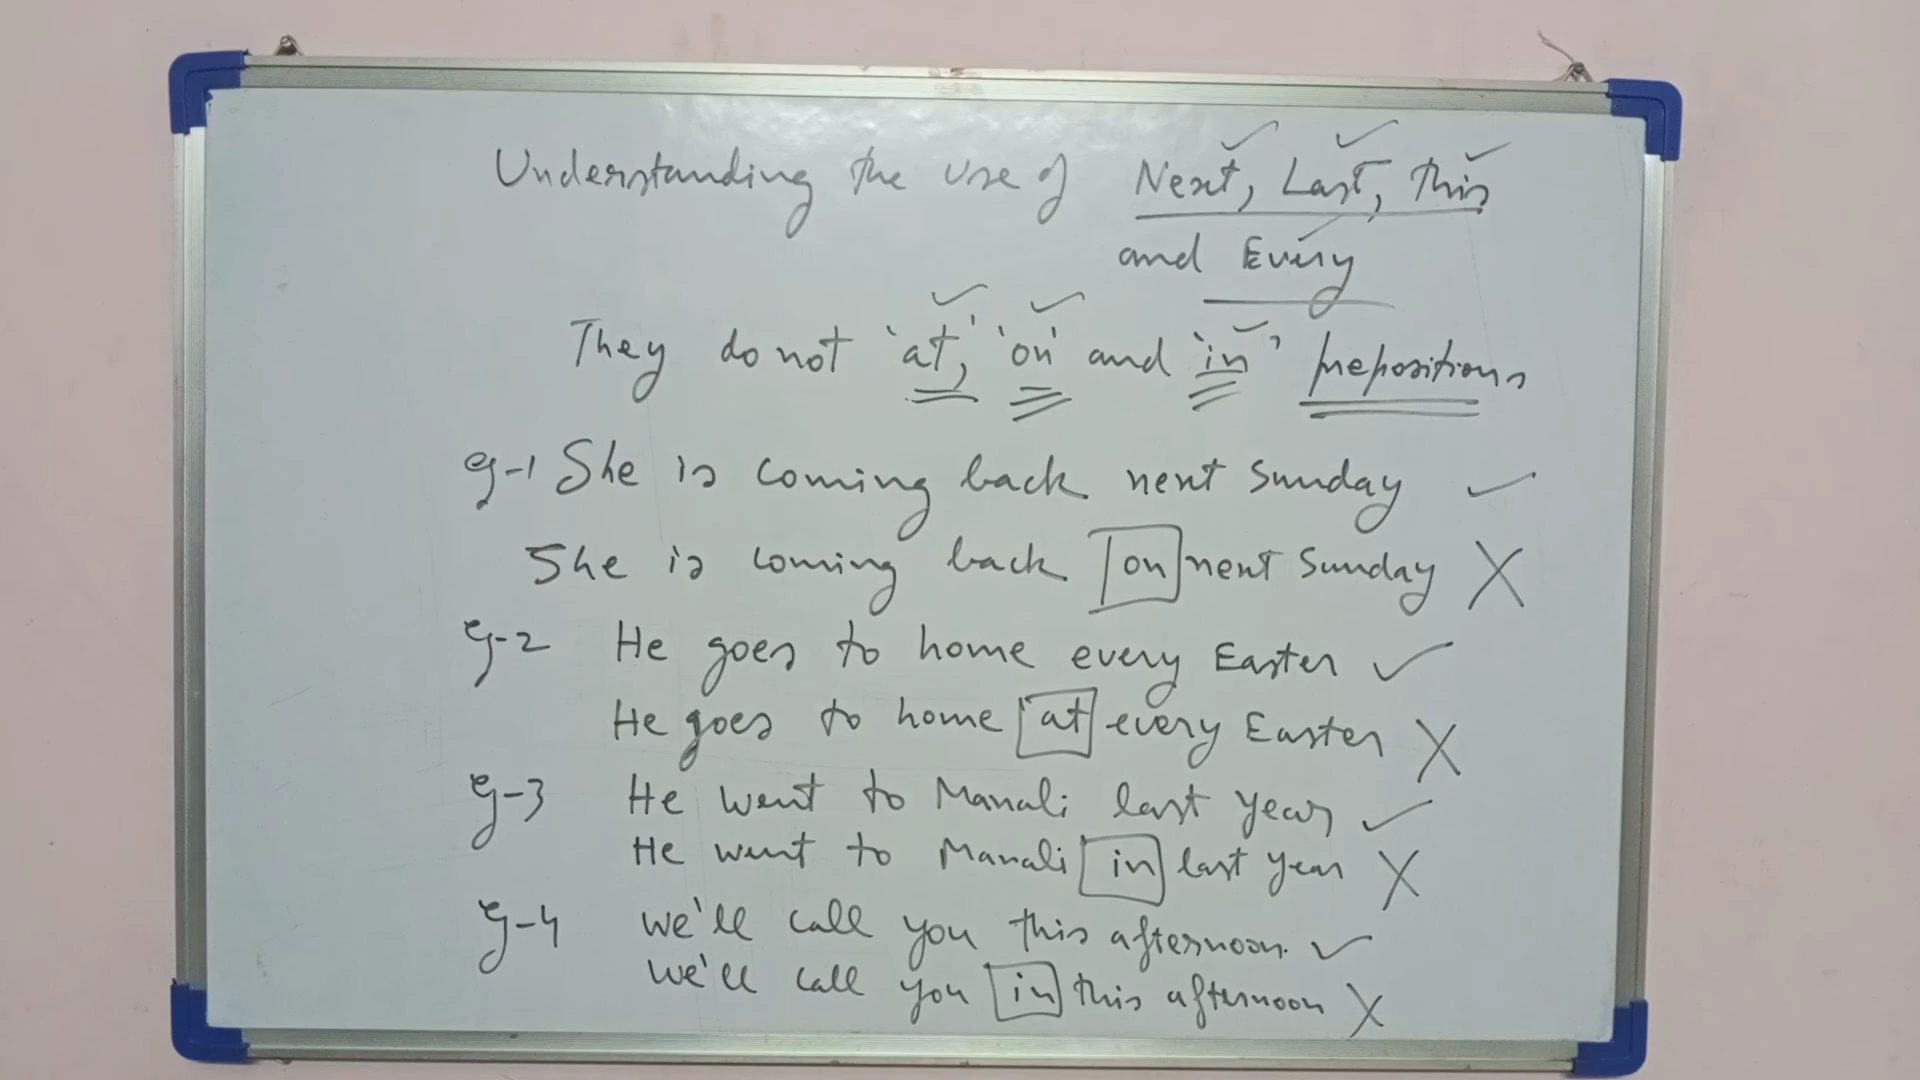 Understanding the use of Next, Last, This
and Every
They do not 'at,' 'on' and 'in' prepositions
eg-1 She is coming back next Sunday ✓
She is coming back on next Sunday X
eg-2 He goes to home every Easter ✓
He goes to home at every Easter X
eg-3 He went to Manali last year ✓
He went to Manali in last year X
eg-4 We'll call you this afternoon. ✓
We'll call you in this afternoon X